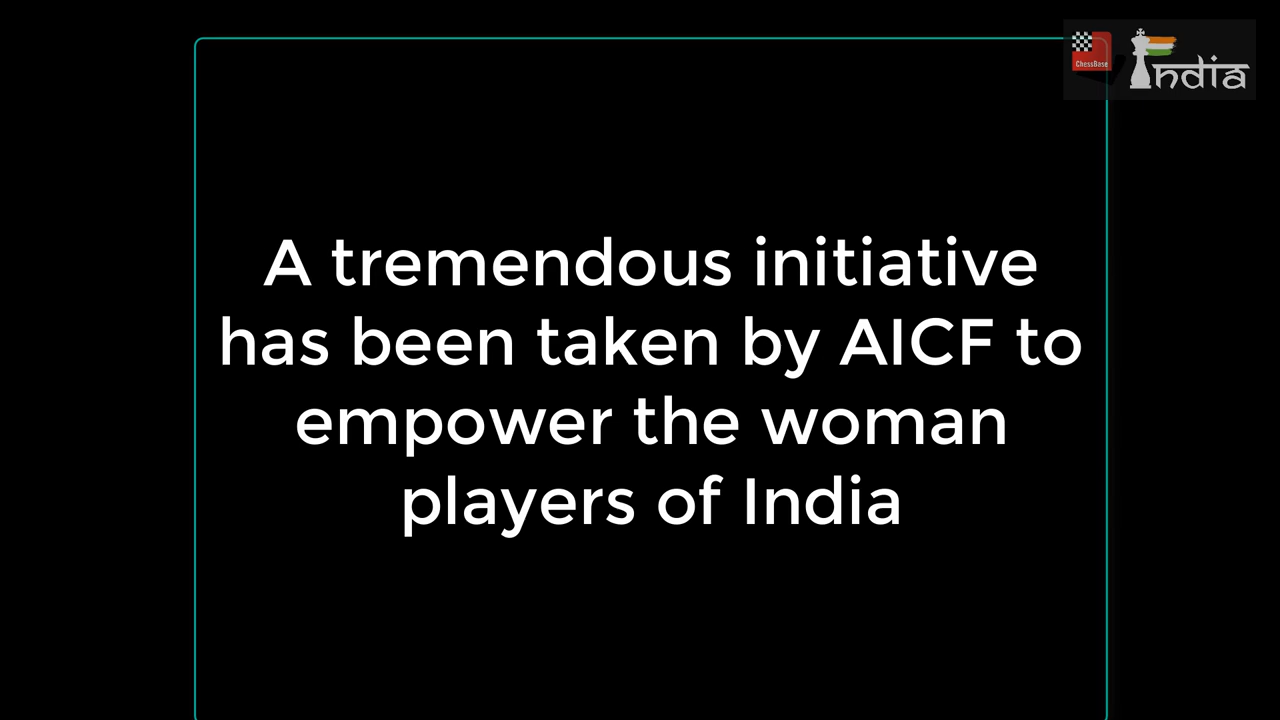 ChessBase
India
A tremendous initiative
has been taken by AICF to
empower the woman
players of India